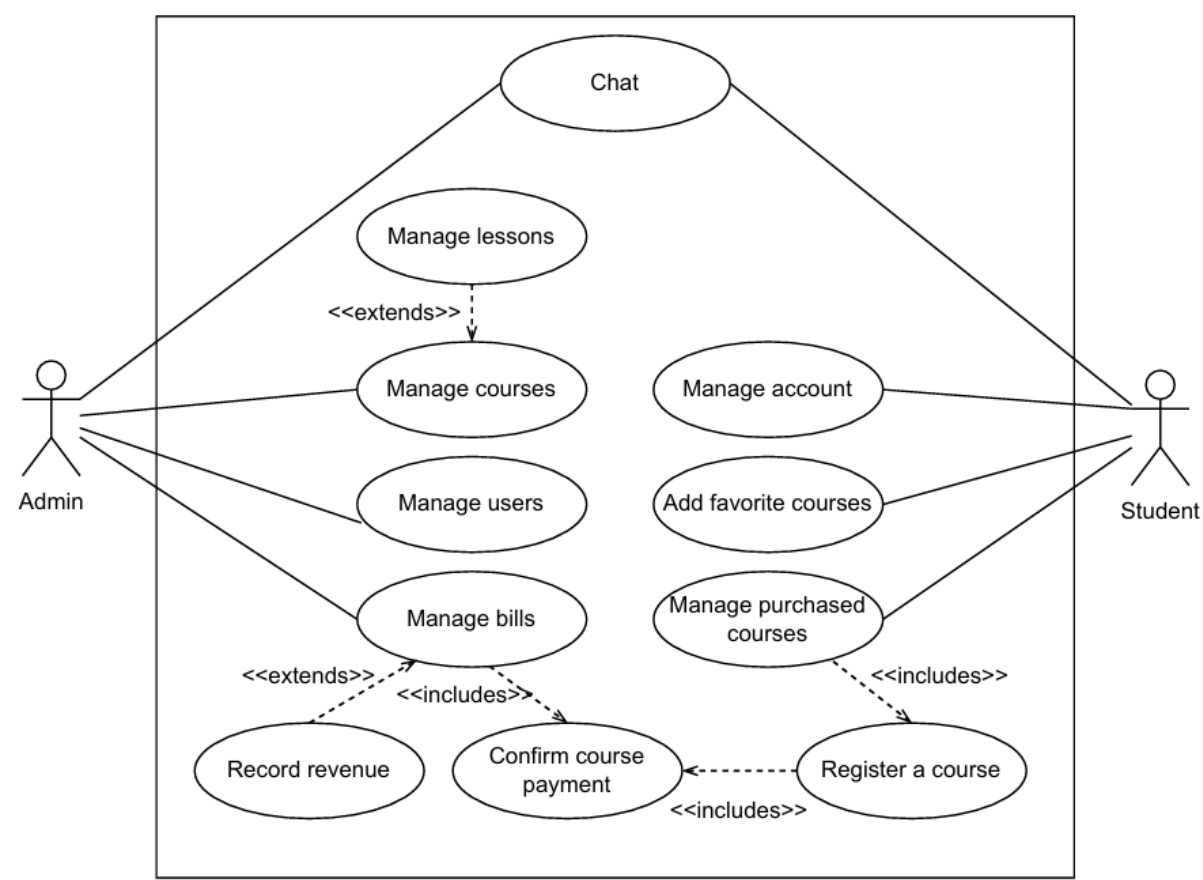 Chat
Manage lessons
<<extends>>
Manage courses
Manage account
Admin
Manage users
Add favorite courses
Student
Manage bills
Manage purchased
courses
<<extends>>
<<includes>>
<<includes>>
Record revenue
Confirm course
payment
Register a course
<<includes>>